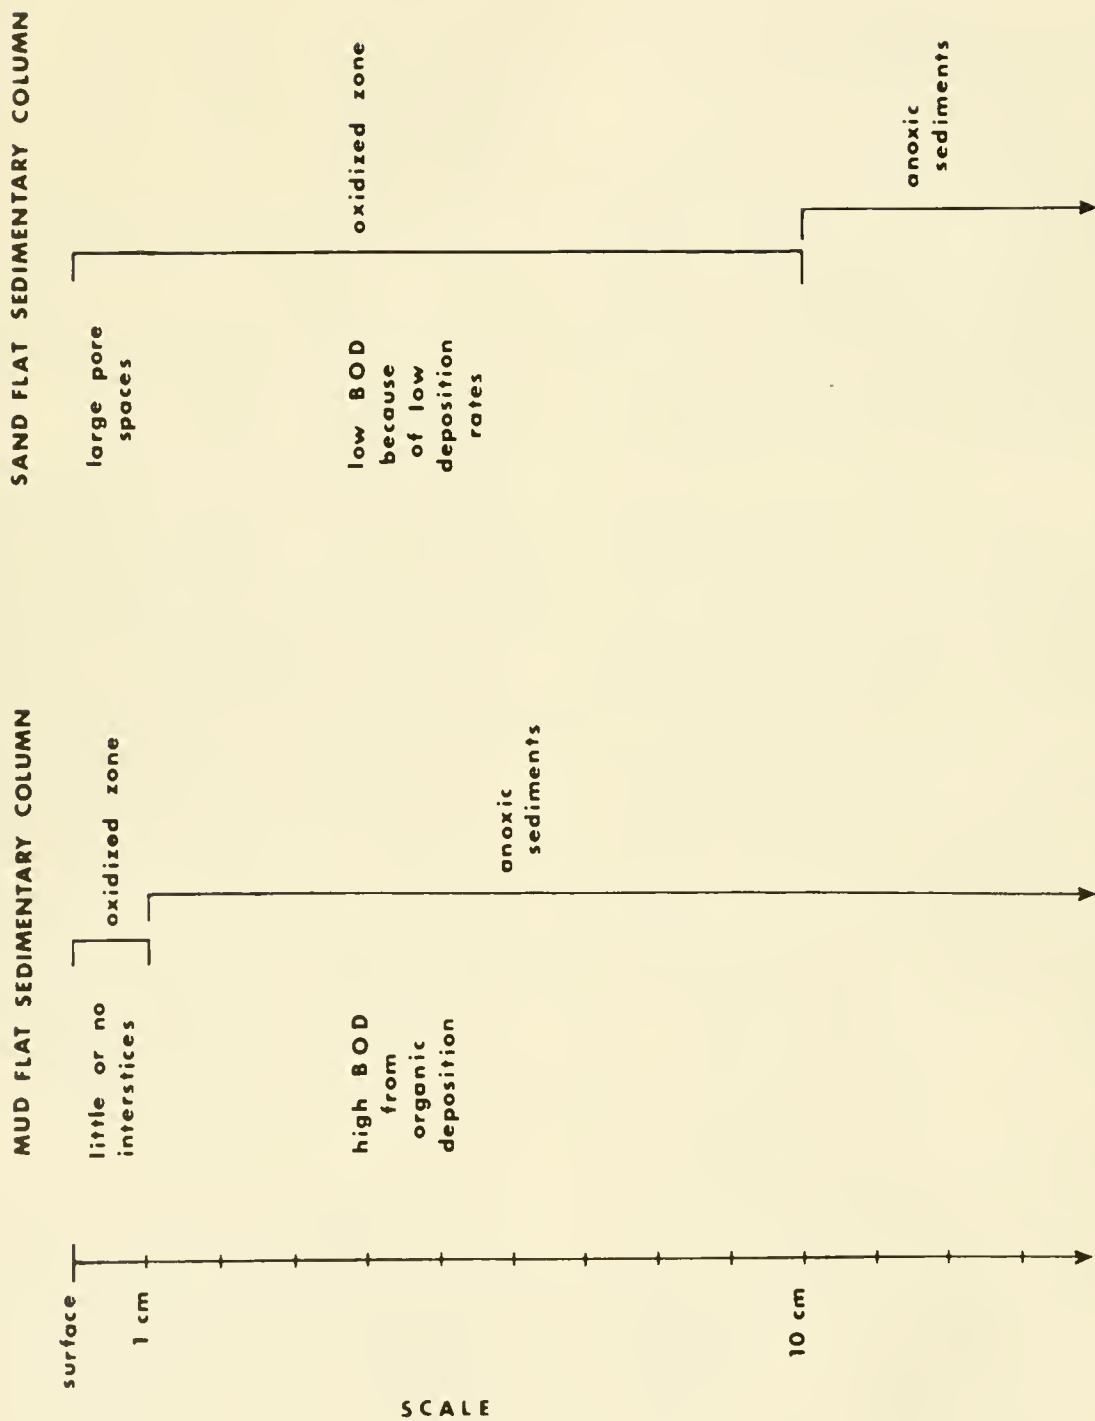 MUD FLAT SEDIMENTARY COLUMN
SAND FLAT SEDIMENTARY COLUMN
surface
1 cm
10 cm
SCALE
little or no
interstices
oxidized zone
high BOD
from
organic
deposition
anoxic
sediments
large pore
spaces
oxidized zone
low BOD
because
of low
deposition
rates
anoxic
sediments